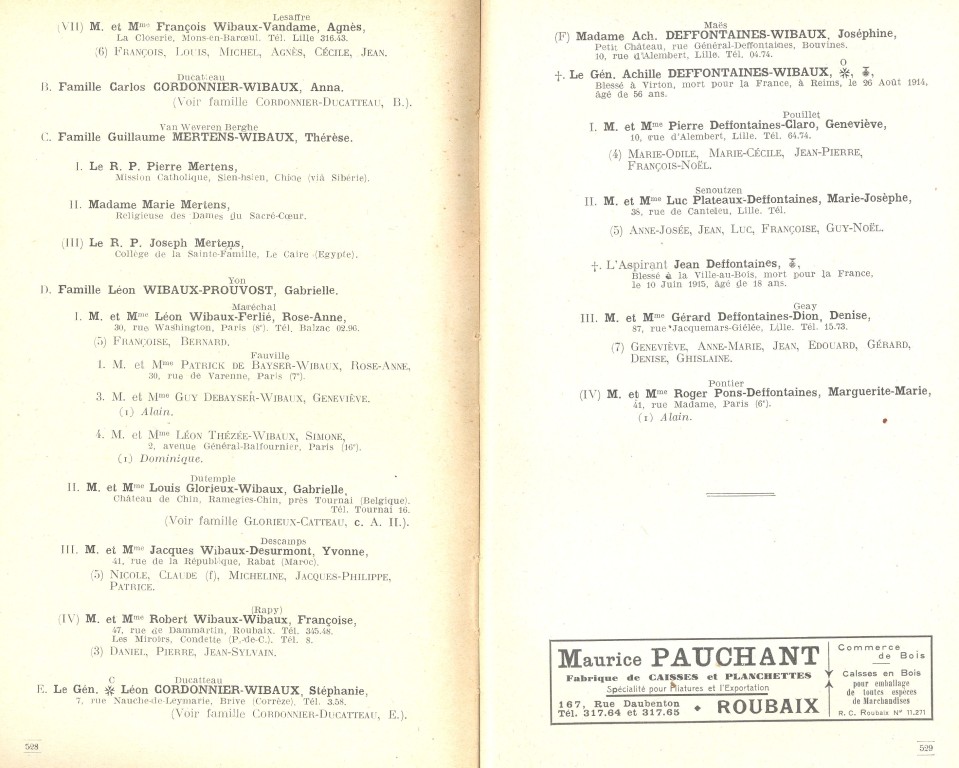 Lesaffre
(VII) M. et Mme François Wibaux-Vandame, Agnès,
La Closerie, Mons-en-Barœul. Tél. Lille 316.43.
(6) FRANÇOIS, LOUIS, MICHEL, AGNÈS, CÉCILE, JEAN.
Ducatteau
B. Famille Carlos CORDONNIER-WIBAUX, Anna.
(Voir famille CORDONNIER-DUCATTEAU, B.).
Van Weveren Berghe
C. Famille Guillaume MERTENS-WIBAUX, Thérèse.
I. Le R. P. Pierre Mertens,
Mission Catholique, Sien-hsien, Chine (viâ Sibérie).
II. Madame Marie Mertens,
Religieuse des Dames du Sacré-Cœur.
(III) Le R. P. Joseph Mertens,
Collège de la Sainte-Famille, Le Caire (Egypte).
Yon
D. Famille Léon WIBAUX-PROUVOST, Gabrielle.
Maréchal
I. M. et Mme Léon Wibaux-Ferlié, Rose-Anne,
30, rue Washington, Paris (8e). Tél. Balzac 02.96.
(5) FRANÇOISE, BERNARD.
Fauville
1. M. et Mme PATRICK DE BAYSER-WIBAUX, ROSE-ANNE,
30, rue de Varenne, Paris (7e).
3. M. et Mme GUY DEBAYSER-WIBAUX, GENEVIÈVE.
(1) Alain.
4. M. et Mme LÉON THÉZÉE-WIBAUX, SIMONE,
2, avenue Général-Balfournier, Paris (16e).
(1) Dominique.
Dutemple
II. M. et Mme Louis Glorieux-Wibaux, Gabrielle,
Château de Chin, Ramegies-Chin, près Tournai (Belgique).
Tél. Tournai 16.
(Voir famille GLORIEUX-CATTEAU, c. A. II.).
Descamps
III. M. et Mme Jacques Wibaux-Desurmont, Yvonne,
41, rue de la République, Rabat (Maroc).
(5) NICOLE, CLAUDE (f), MICHELINE, JACQUES-PHILIPPE,
PATRICE.
(Rapy)
(IV) M. et Mme Robert Wibaux-Wibaux, Françoise,
47, rue de Dammartin, Roubaix. Tél. 345.48.
Les Miroirs, Condette (P.-de-C.). Tél. 8.
(3) DANIEL, PIERRE, JEAN-SYLVAIN.
C Ducatteau
E. Le Gén. ✲ Léon CORDONNIER-WIBAUX, Stéphanie,
7, rue Nauche-de-Leymarie, Brive (Corrèze), Tél. 3.58.
(Voir famille CORDONNIER-DUCATTEAU, E.).
528
Maës
(F) Madame Ach. DEFFONTAINES-WIBAUX, Joséphine,
Petit Château, rue Général-Deffontaines, Bouvines.
10, rue d'Alembert, Lille. Tél. 04.74.
O
†. Le Gén. Achille DEFFONTAINES-WIBAUX, ✲, ,
Blessé à Virton, mort pour la France, à Reims, le 26 Août 1914,
âgé de 56 ans.
Pouillet
I. M. et Mme Pierre Deffontaines-Claro, Geneviève,
10, rue d'Alembert, Lille. Tél. 64.74.
(4) MARIE-ODILE, MARIE-CÉCILE, JEAN-PIERRE,
FRANÇOIS-NOËL.
Senoutzen
II. M. et Mme Luc Plateaux-Deffontaines, Marie-Josèphe,
38, rue de Canteleu, Lille. Tél.
(5) ANNE-JOSÉE, JEAN, LUC, FRANÇOISE, GUY-NOËL.
†. L'Aspirant Jean Deffontaines, ,
Blessé à la Ville-au-Bois, mort pour la France,
le 10 Juin 1915, âgé de 18 ans.
Geay
III. M. et Mme Gérard Deffontaines-Dion, Denise,
87, rue Jacquemars-Giélée, Lille. Tél. 15.73.
(7) GENEVIÈVE, ANNE-MARIE, JEAN, EDOUARD, GÉRARD,
DENISE, GHISLAINE.
Pontier
(IV) M. et Mme Roger Pons-Deffontaines, Marguerite-Marie,
41, rue Madame, Paris (6e).
(1) Alain.
Maurice PAUCHANT
Fabrique de CAISSES et PLANCHETTES
Spécialité pour Filatures et l'Exportation
167, Rue Daubenton
Tél. 317.64 et 317.65 ◆ ROUBAIX
Commerce
de Bois
Caisses en Bois
pour emballage
de toutes espèces
de Marchandises
R. C. Roubaix N° 11.271
529